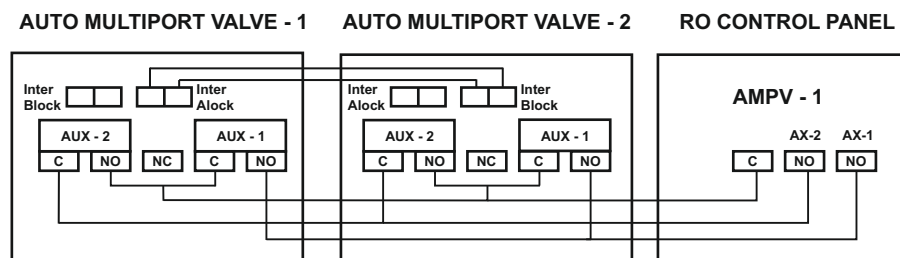 AUTO MULTIPORT VALVE - 1
AUTO MULTIPORT VALVE - 2
RO CONTROL PANEL
Inter
Block
Inter
Alock
AUX - 2
AUX - 1
C
NO
NC
C
NO
Inter
Alock
Inter
Block
AUX - 2
AUX - 1
C
NO
NC
C
NO
AMPV - 1
AX-2
AX-1
C
NO
NO